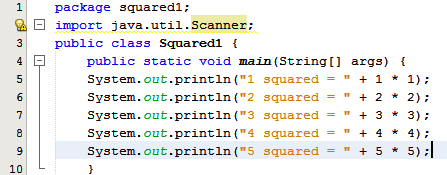 1 package squared1;
import java.util.Scanner;
3 public class Squared1 {
4 public static void main(String[] args) {
5 System.out.println("1 squared = " + 1 * 1);
6 System.out.println("2 squared = " + 2 * 2);
7 System.out.println("3 squared = " + 3 * 3);
8 System.out.println("4 squared = " + 4 * 4);
9 System.out.println("5 squared = " + 5 * 5);
10 }